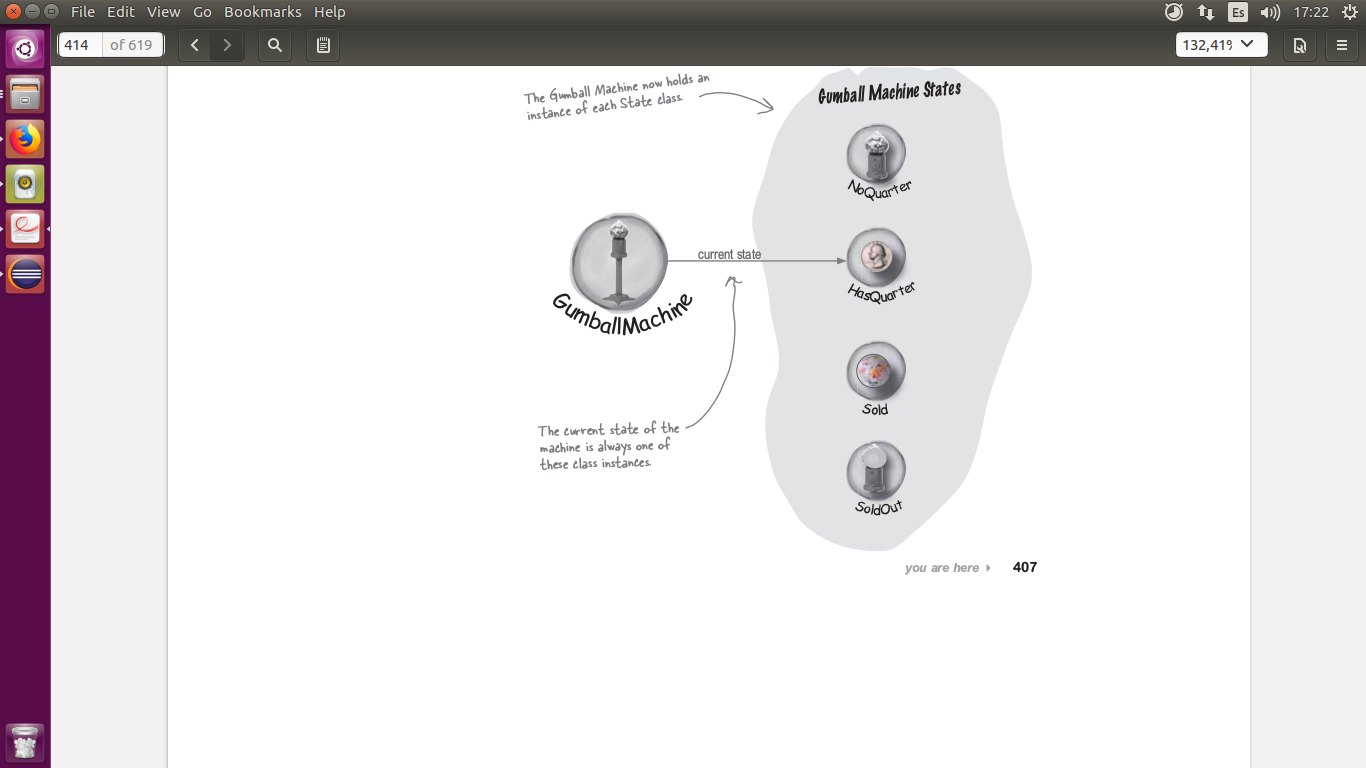 File Edit View Go Bookmarks Help
Es
17:22
414 of 619
132,41%
The Gumball Machine now holds an
instance of each State class.
Gumball Machine States
NoQuarter
current state
HasQuarter
GumballMachine
Sold
The current state of the
machine is always one of
these class instances.
SoldOut
you are here
407